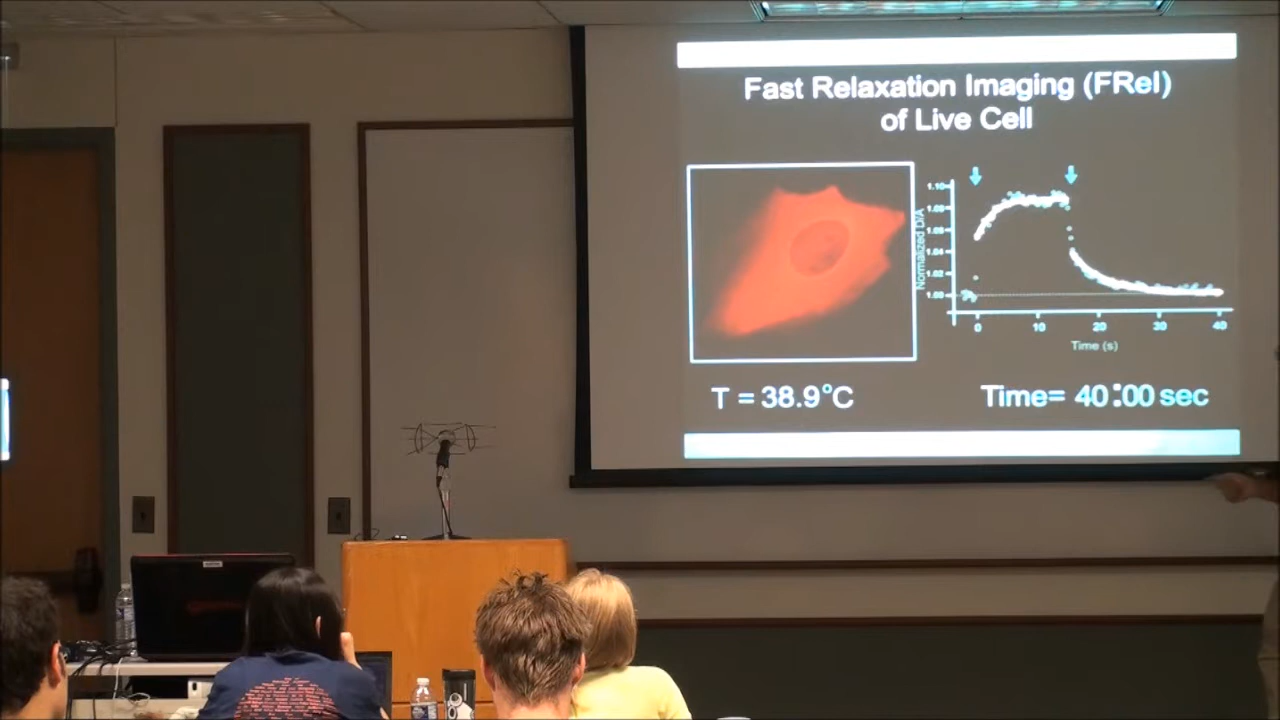 Fast Relaxation Imaging (FReI)
of Live Cell
Normalized D/A
1.10
1.08
1.06
1.04
1.02
1.00
0 10 20 30 40
Time (s)
T = 38.9°C
Time= 40:00 sec